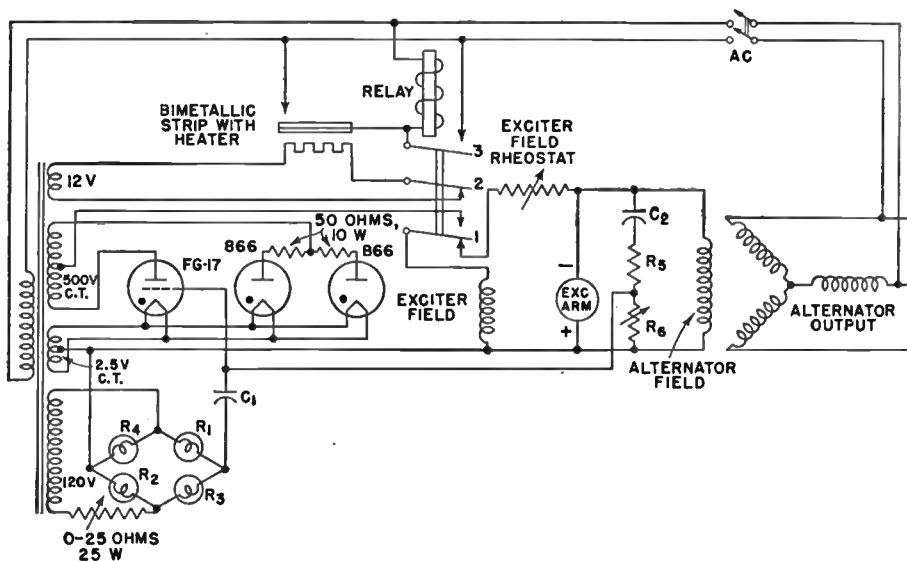 AC
RELAY
BIMETALLIC
STRIP WITH
HEATER
EXCITER
FIELD
RHEOSTAT
3
12 V
2
50 OHMS,
10 W
1
C2
866
B66
FG-17
500V
C.T.
R5
EXCITER
FIELD
−
EXC
ARM
+
R6
ALTERNATOR
OUTPUT
ALTERNATOR
FIELD
2.5V
C.T.
C1
R4
R1
120V
R2
R3
0-25 OHMS
25 W